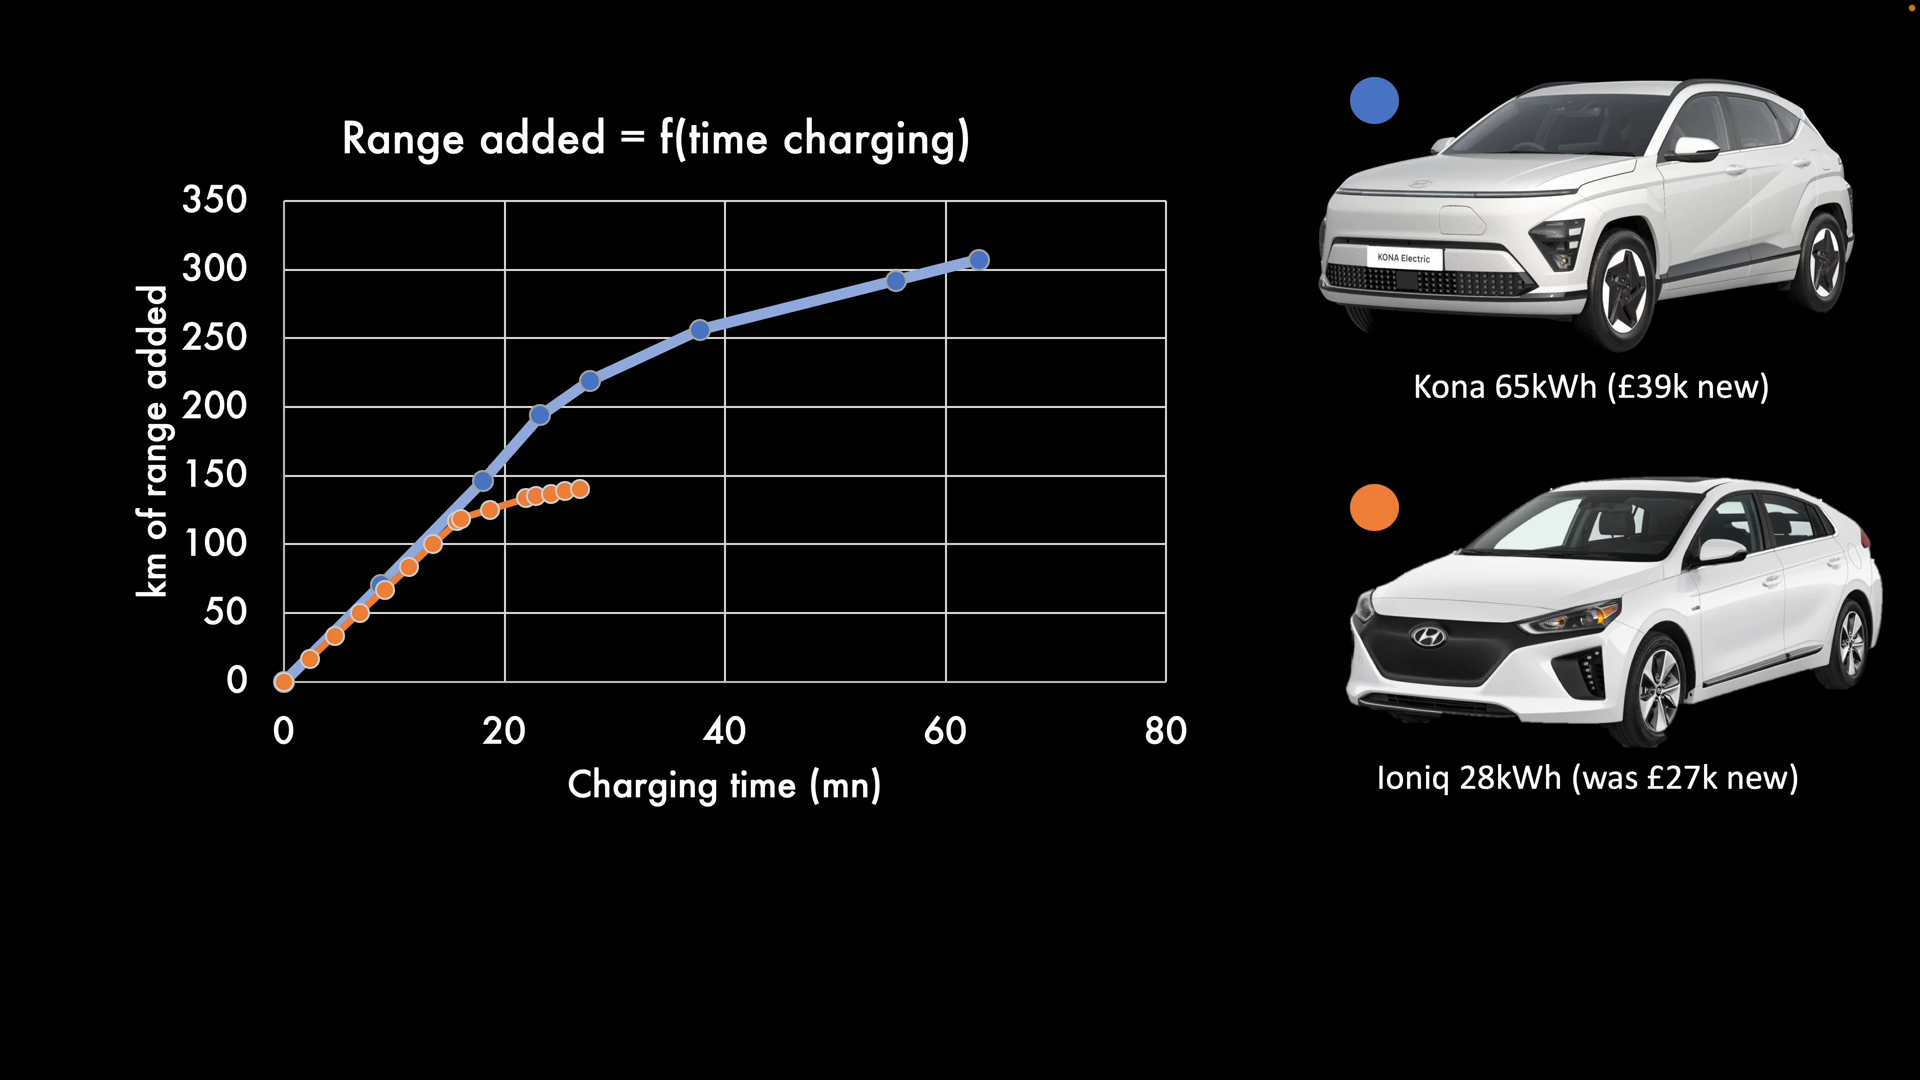 Range added = f(time charging)
350
300
250
200
150
100
50
0
km of range added
0 20 40 60 80
Charging time (mn)
KONA Electric
Kona 65kWh (£39k new)
Ioniq 28kWh (was £27k new)